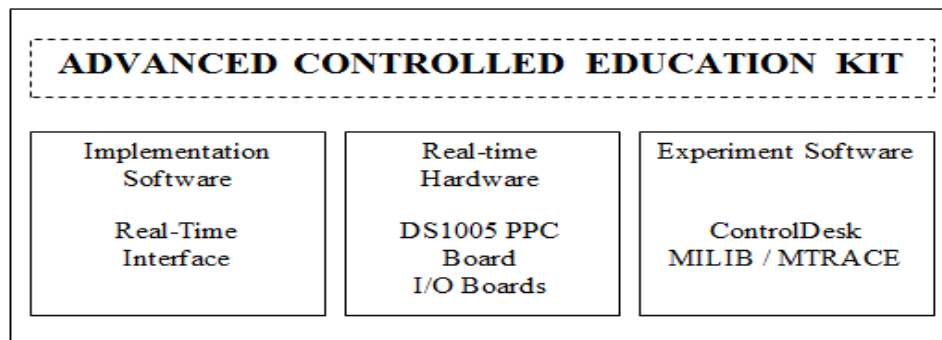 ADVANCED CONTROLLED EDUCATION KIT
Implementation
Software
Real-Time
Interface
Real-time
Hardware
DS1005 PPC
Board
I/O Boards
Experiment Software
ControlDesk
MILIB / MTRACE